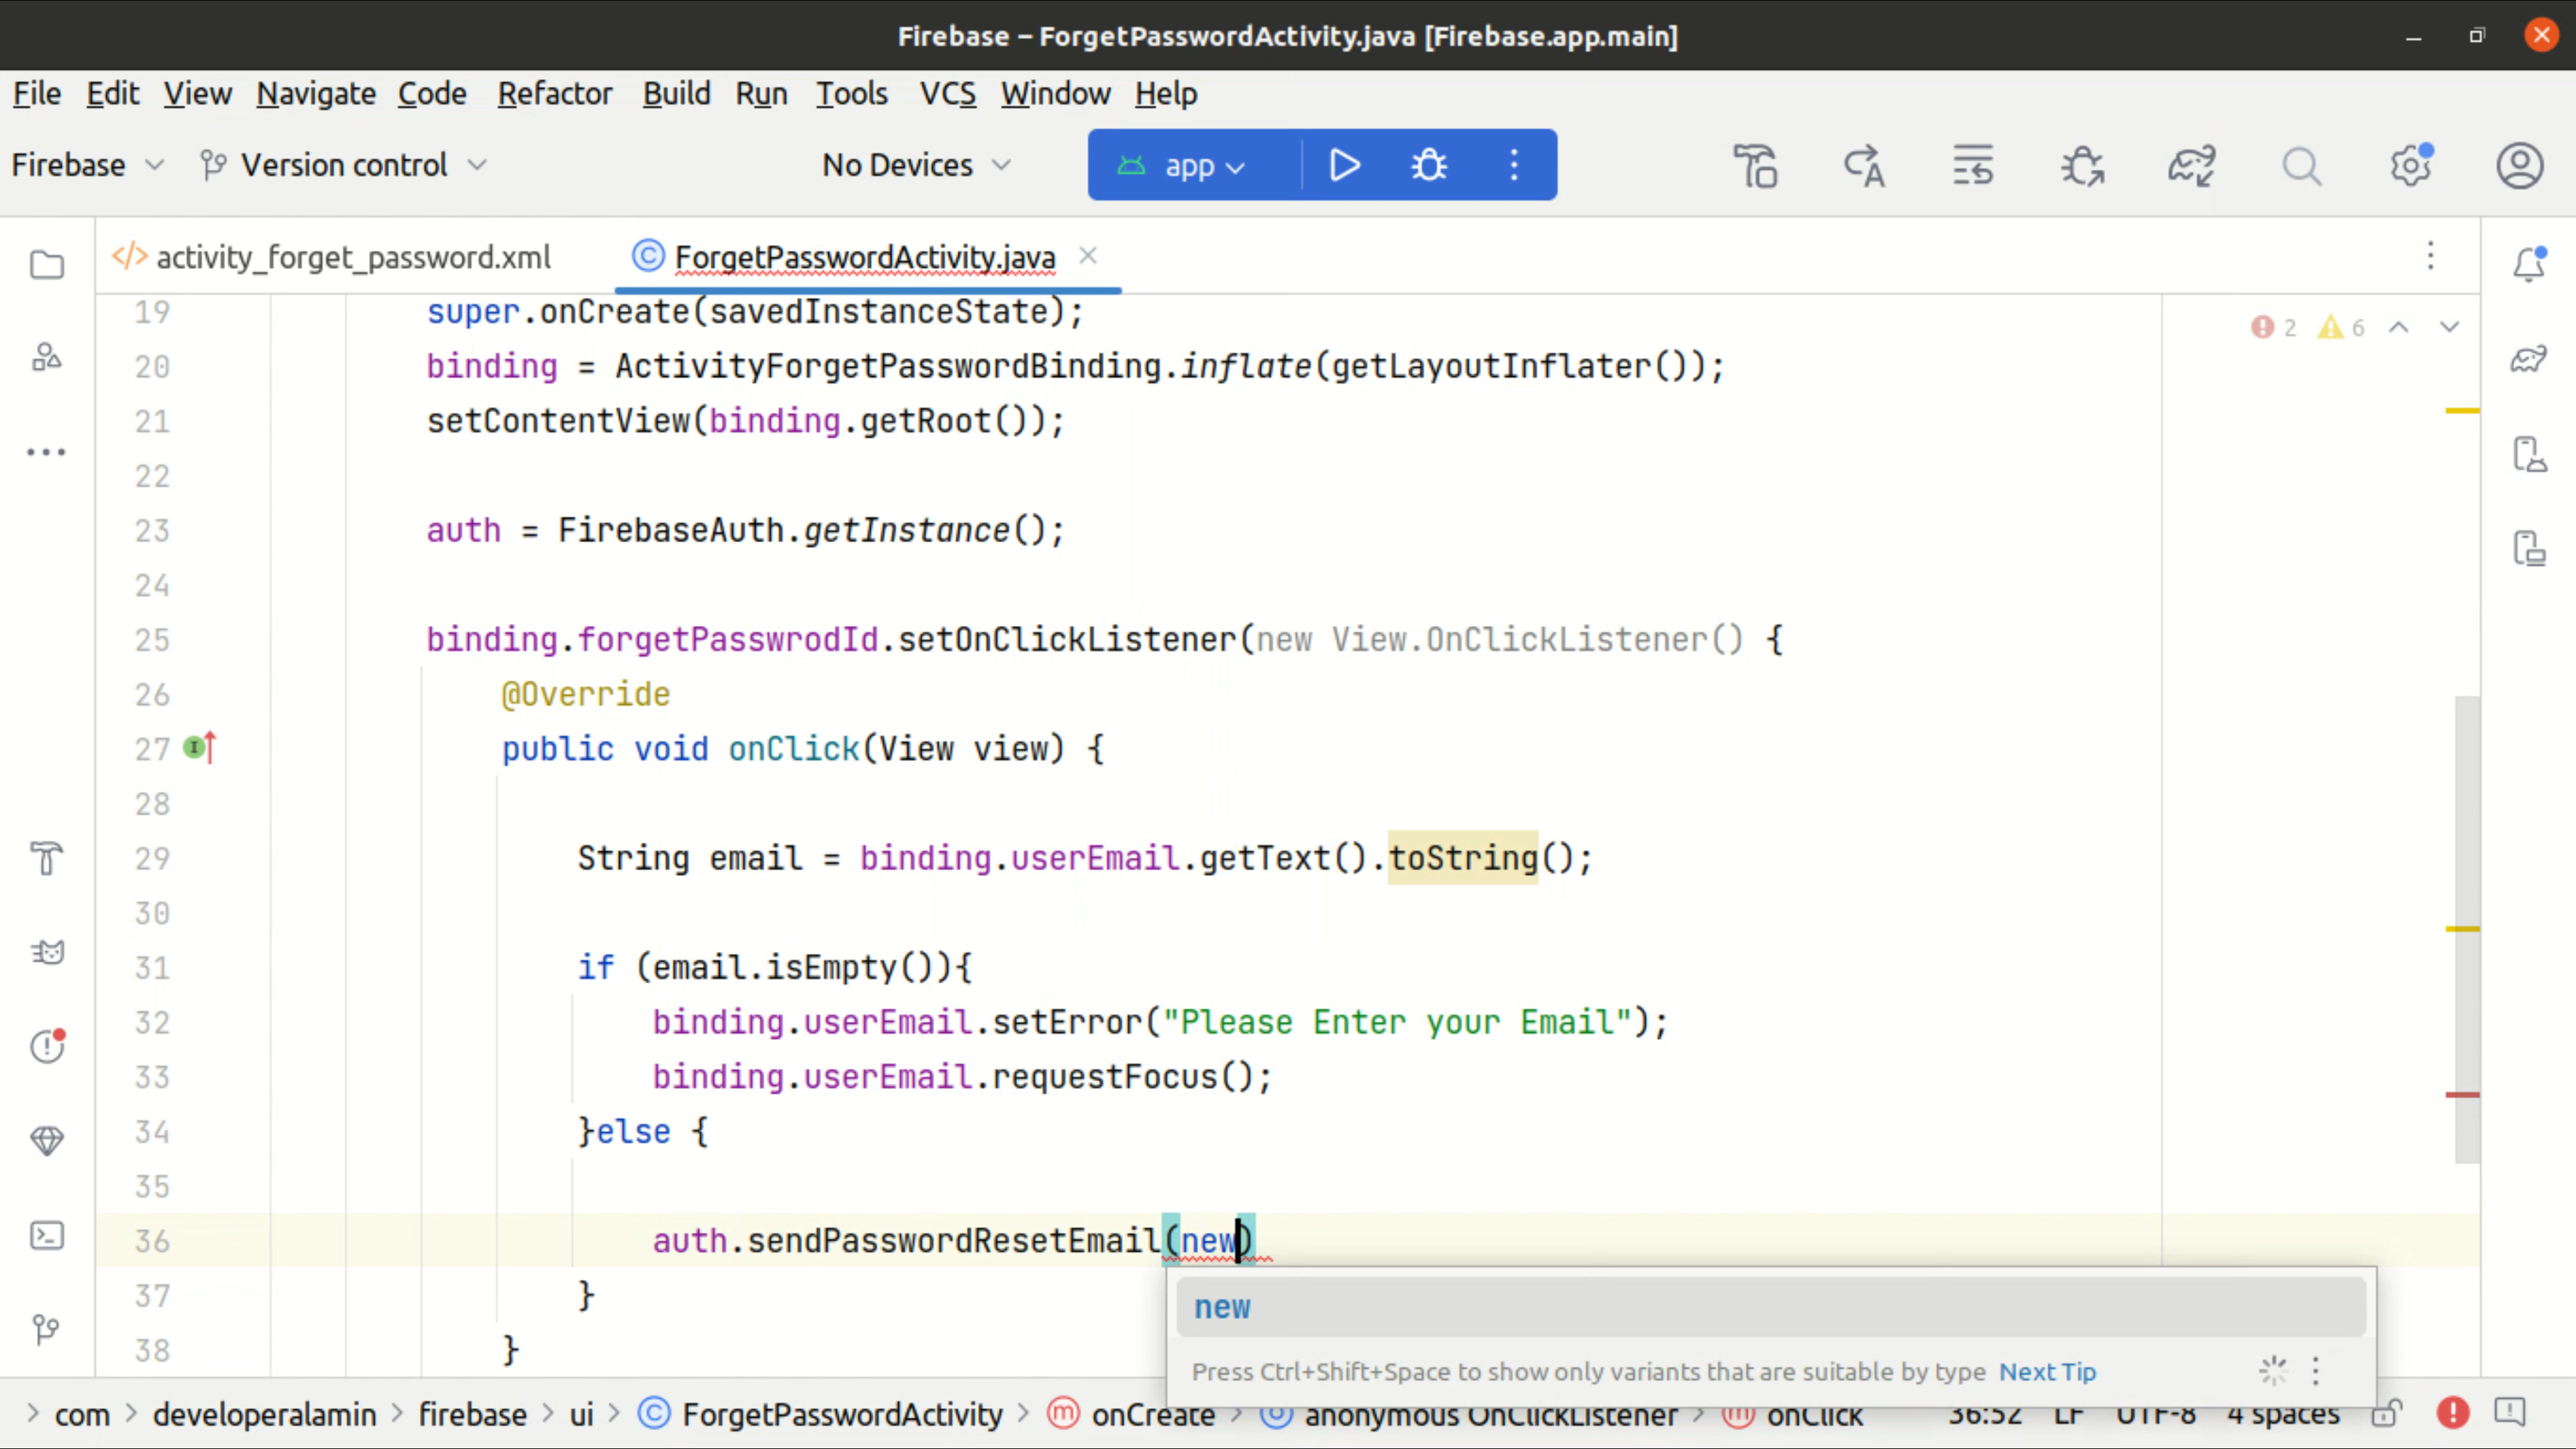 Firebase – ForgetPasswordActivity.java [Firebase.app.main]
File Edit View Navigate Code Refactor Build Run Tools VCS Window Help
Firebase Version control No Devices app
activity_forget_password.xml ForgetPasswordActivity.java
19 super.onCreate(savedInstanceState);
2 6
20 binding = ActivityForgetPasswordBinding.inflate(getLayoutInflater());
21 setContentView(binding.getRoot());
22
23 auth = FirebaseAuth.getInstance();
24
25 binding.forgetPasswrodId.setOnClickListener(new View.OnClickListener() {
26 @Override
27 public void onClick(View view) {
28
29 String email = binding.userEmail.getText().toString();
30
31 if (email.isEmpty()){
32 binding.userEmail.setError("Please Enter your Email");
33 binding.userEmail.requestFocus();
34 }else {
35
36 auth.sendPasswordResetEmail(new)
37 }
new
38 }
Press Ctrl+Shift+Space to show only variants that are suitable by type Next Tip
com developeralamin firebase ui ForgetPasswordActivity onCreate anonymous OnClickListener onClick 36:52 LF UTF-8 4 spaces